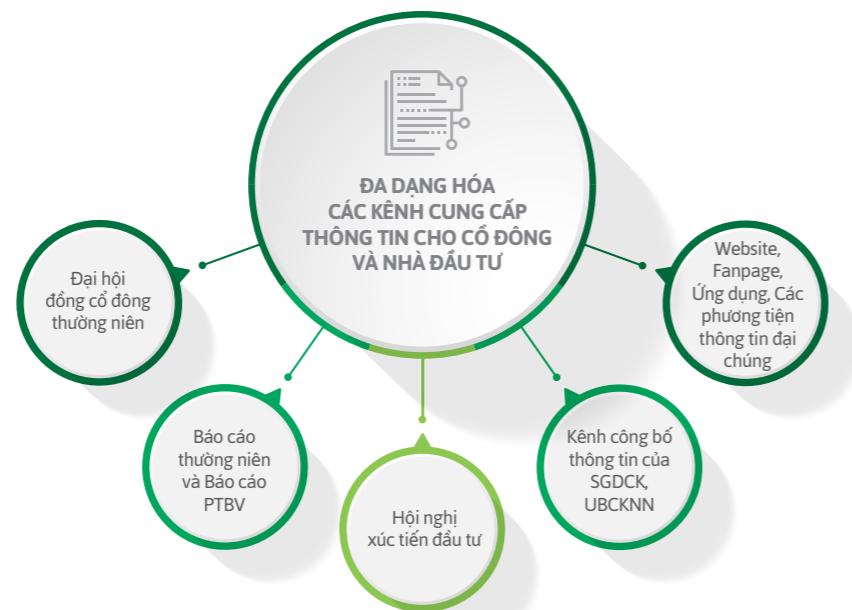 ĐA DẠNG HÓA
CÁC KÊNH CUNG CẤP
THÔNG TIN CHO CỔ ĐÔNG
VÀ NHÀ ĐẦU TƯ
Đại hội
đồng cổ đông
thường niên
Báo cáo
thường niên
và Báo cáo
PTBV
Hội nghị
xúc tiến đầu tư
Kênh công bố
thông tin của
SGDCK,
UBCKNN
Website,
Fanpage,
Ứng dụng, Các
phương tiện
thông tin đại
chúng